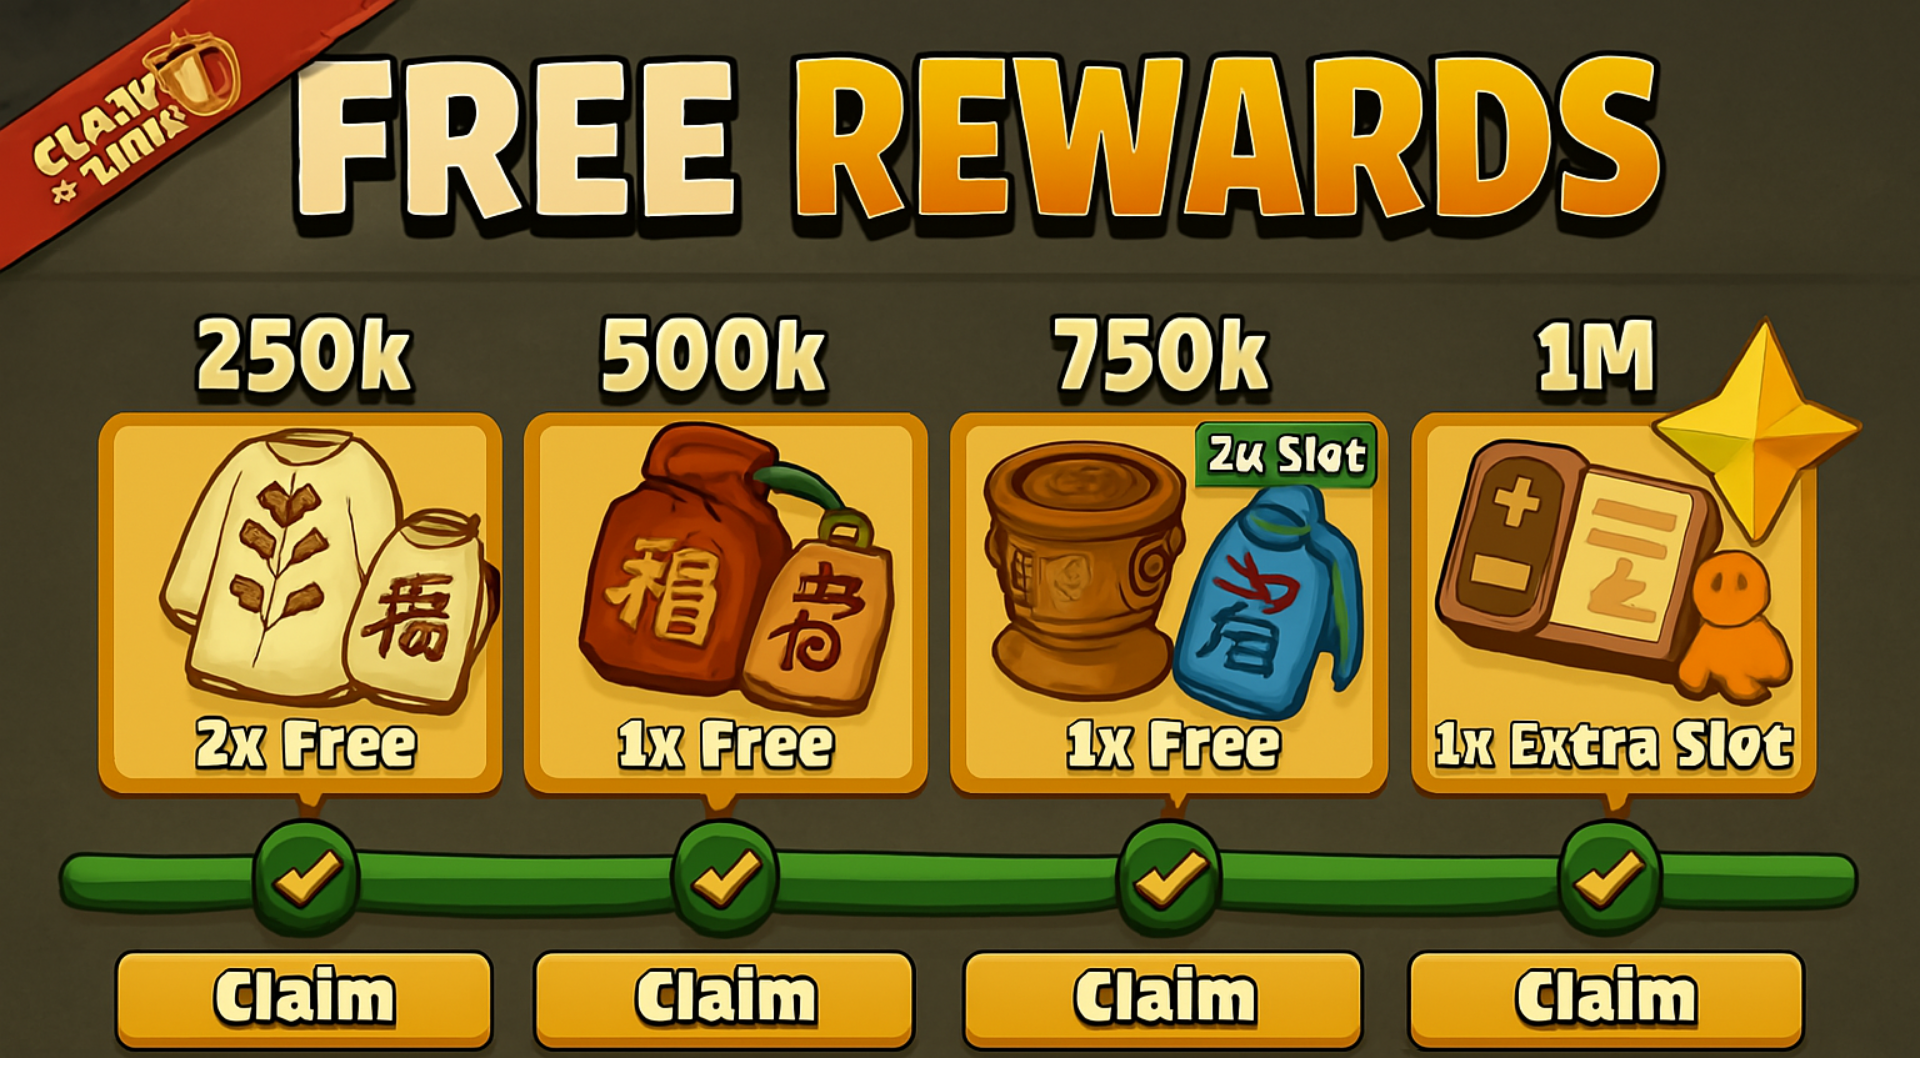 FREE REWARDS
250k
500k
750k
1M
2u Slot
2x Free
1x Free
1x Free
1x Extra Slot
Claim
Claim
Claim
Claim